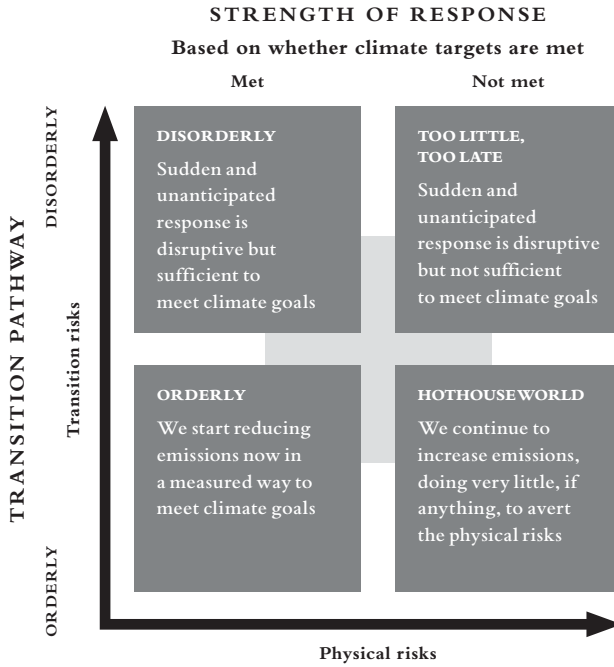 STRENGTH OF RESPONSE
Based on whether climate targets are met
Met
Not met
TRANSITION PATHWAY
DISORDERLY
Transition risks
ORDERLY
DISORDERLY
Sudden and
unanticipated
response is
disruptive but
sufficient to
meet climate goals
TOO LITTLE,
TOO LATE
Sudden and
unanticipated
response is disruptive
but not sufficient
to meet climate goals
ORDERLY
We start reducing
emissions now in
a measured way to
meet climate goals
HOTHOUSEWORLD
We continue to
increase emissions,
doing very little, if
anything, to avert
the physical risks
Physical risks